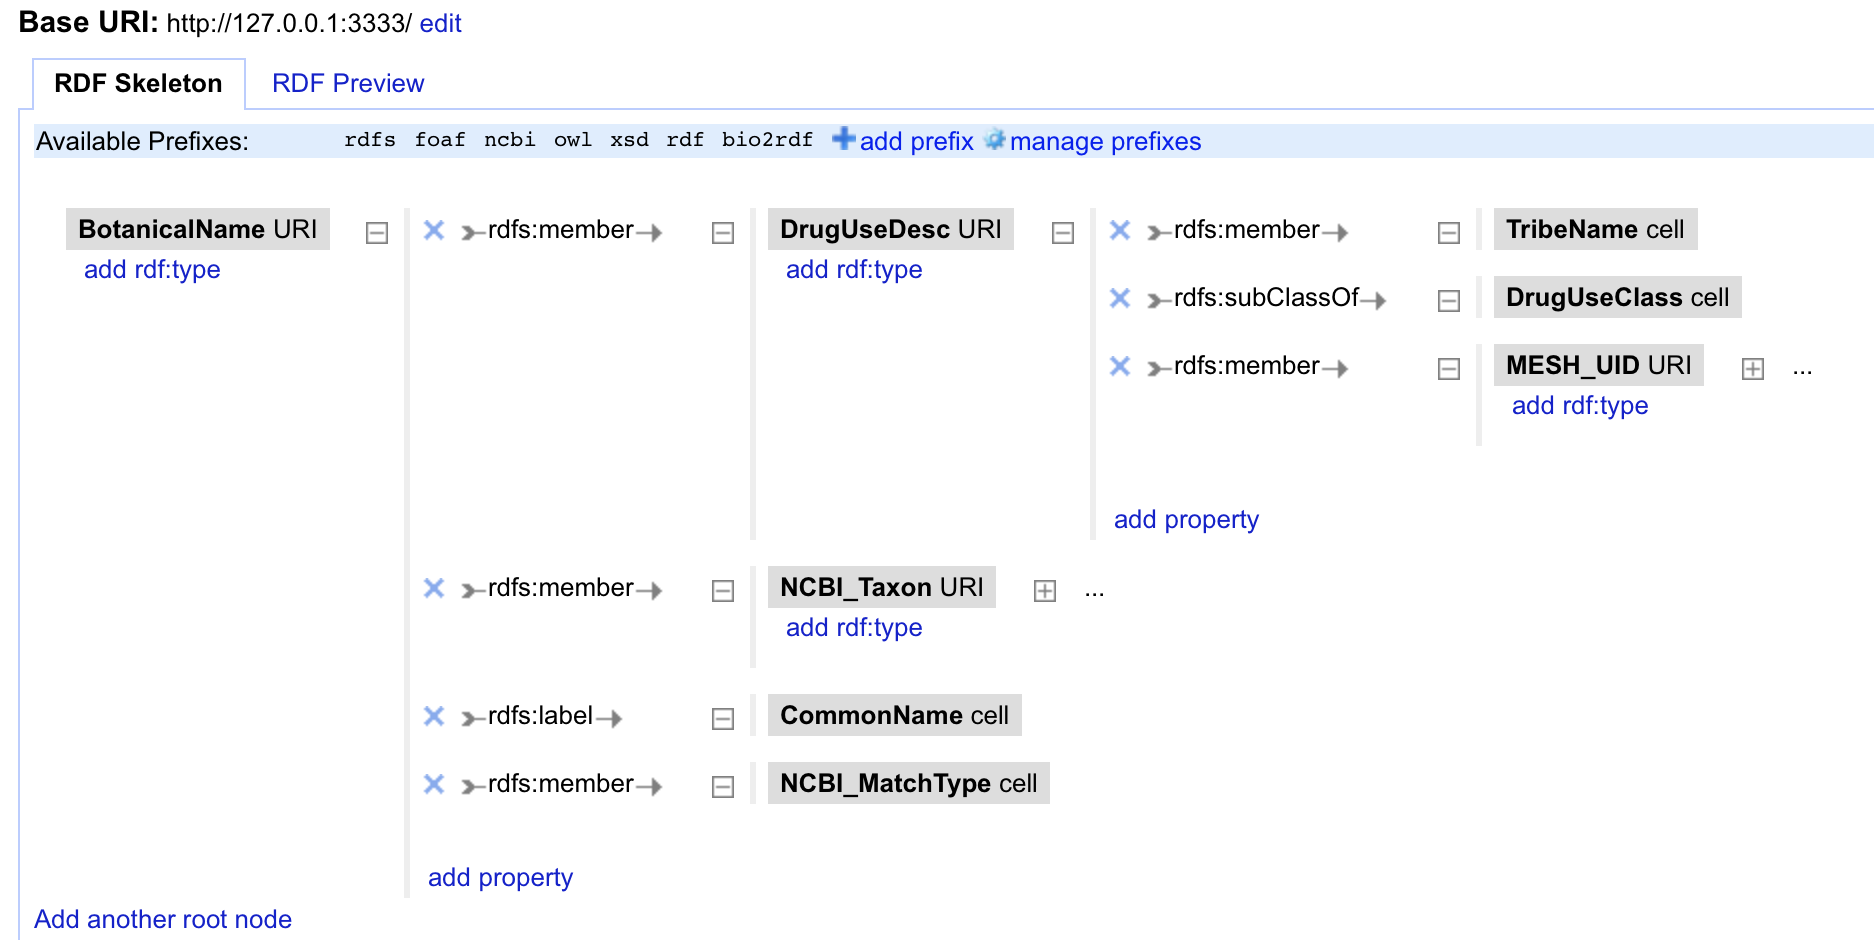 Base URI: http://127.0.0.1:3333/ edit
RDF Skeleton RDF Preview
Available Prefixes: rdfs foaf ncbi owl xsd rdf bio2rdf add prefix manage prefixes
BotanicalName URI rdfs:member DrugUseDesc URI rdfs:member TribeName cell
add rdf:type add rdf:type
rdfs:subClassOf DrugUseClass cell
rdfs:member MESH_UID URI ...
add rdf:type
add property
rdfs:member NCBI_Taxon URI ...
add rdf:type
rdfs:label CommonName cell
rdfs:member NCBI_MatchType cell
add property
Add another root node